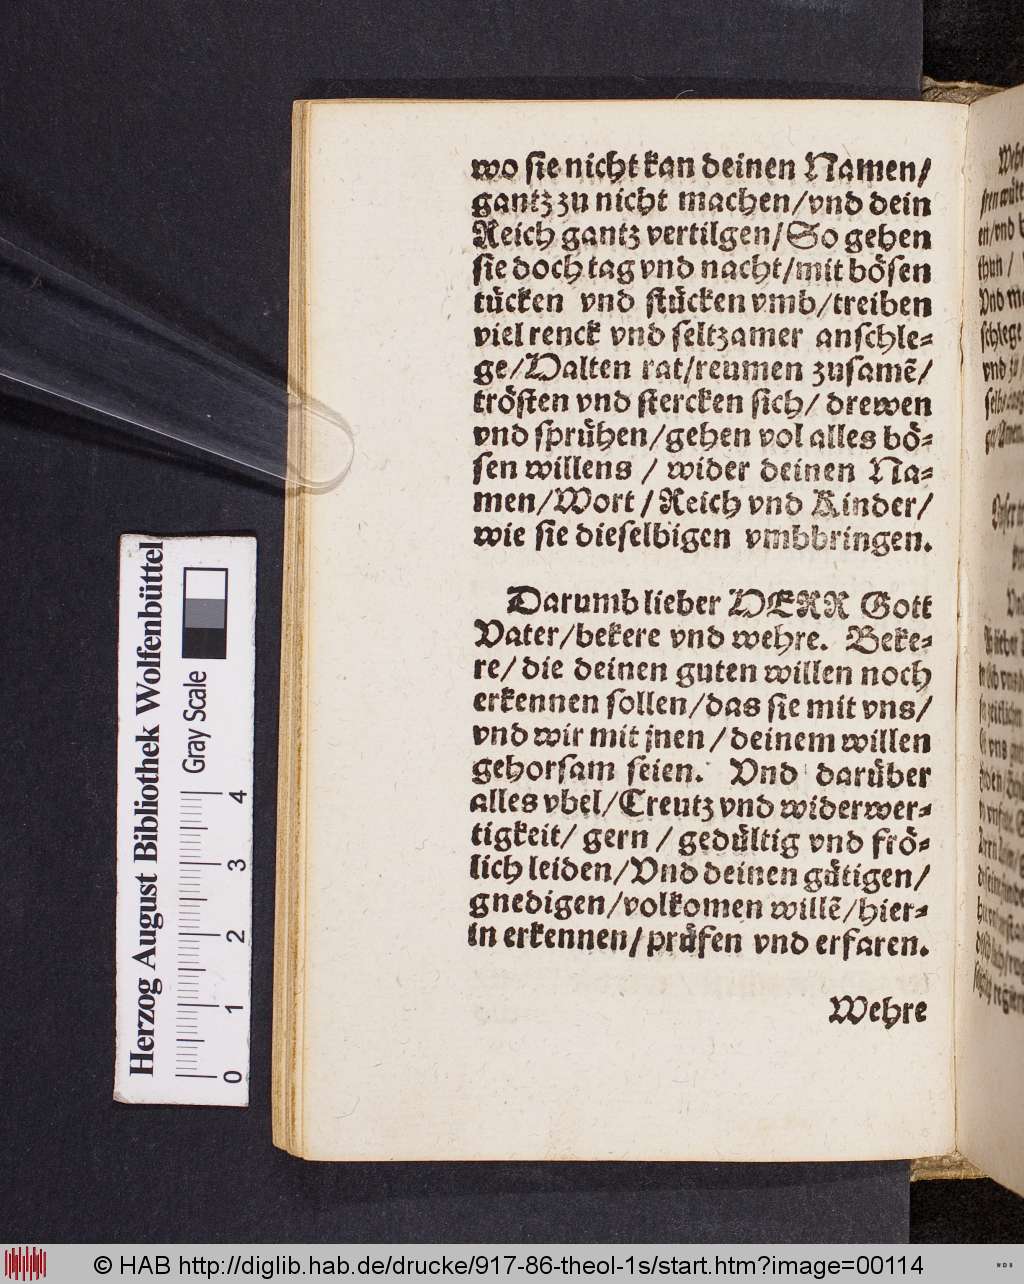 wo sie nicht kan deinen Namen/
gantz zu nicht machen/vnd dein
Reich gantz vertilgen/So gehen
sie doch tag vnd nacht/mit bösen
tücken vnd stücken vmb/treiben
viel renck vnd seltzamer anschle-
ge/Halten rat/reumen zusamē/
trösten vnd stercken sich/ drewen
vnd sprühen/gehen vol alles bö-
sen willens / wider deinen Na-
men/Wort/Reich vnd Kinder/
wie sie dieselbigen vmbbringen.
Darumb lieber HERR Gott
Vater/bekere vnd wehre. Beke-
re/ die deinen guten willen noch
erkennen sollen/das sie mit vns/
vnd wir mit jnen/deinem willen
gehorsam seien. Vnd darüber
alles vbel/Creutz vnd widerwer-
tigkeit/ gern / gedültig vnd frö-
lich leiden/Vnd deinen gütigen/
gnedigen/volkomen willē/hier-
in erkennen/prüfen vnd erfaren.
Wehre
Herzog August Bibliothek Wolfenbüttel
Gray Scale
0 1 2 3 4
© HAB http://diglib.hab.de/drucke/917-86-theol-1s/start.htm?image=00114